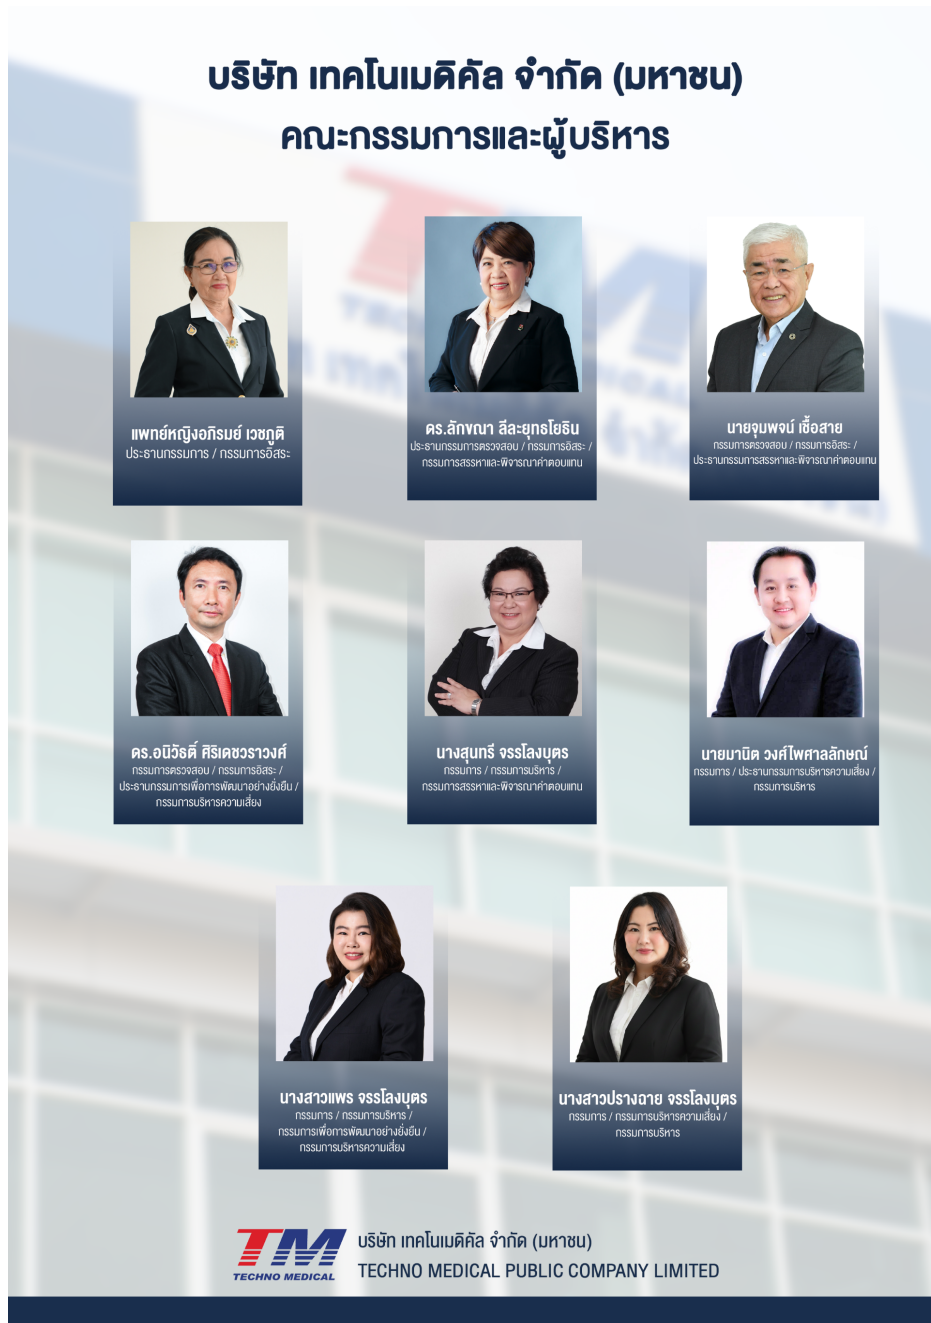 บริษัท เทคโนเมดิคัล จำกัด (มหาชน)
คณะกรรมการและผู้บริหาร
แพทย์หญิงอภิรมย์ เวชภูติ
ประธานกรรมการ / กรรมการอิสระ
ดร.ลักขณา ลีละยุทธโยธิน
ประธานกรรมการตรวจสอบ / กรรมการอิสระ /
กรรมการสรรหาและพิจารณาค่าตอบแทน
นายจุมพจน์ เชื้อสาย
กรรมการตรวจสอบ / กรรมการอิสระ /
ประธานกรรมการสรรหาและพิจารณาค่าตอบแทน
ดร.อนิวัธติ์ ศิริเดชวราวงศ์
กรรมการตรวจสอบ / กรรมการอิสระ /
ประธานกรรมการเพื่อการพัฒนาอย่างยั่งยืน /
กรรมการบริหารความเสี่ยง
นางสุนทรี จรรโลงบุตร
กรรมการ / กรรมการบริหาร /
กรรมการสรรหาและพิจารณาค่าตอบแทน
นายมานิต วงศ์ไพศาลลักษณ์
กรรมการ / ประธานกรรมการบริหารความเสี่ยง /
กรรมการบริหาร
นางสาวแพร จรรโลงบุตร
กรรมการ / กรรมการบริหาร /
กรรมการเพื่อการพัฒนาอย่างยั่งยืน /
กรรมการบริหารความเสี่ยง
นางสาวปรางฉาย จรรโลงบุตร
กรรมการ / กรรมการบริหารความเสี่ยง /
กรรมการบริหาร
TM
TECHNO MEDICAL
บริษัท เทคโนเมดิคัล จำกัด (มหาชน)
TECHNO MEDICAL PUBLIC COMPANY LIMITED